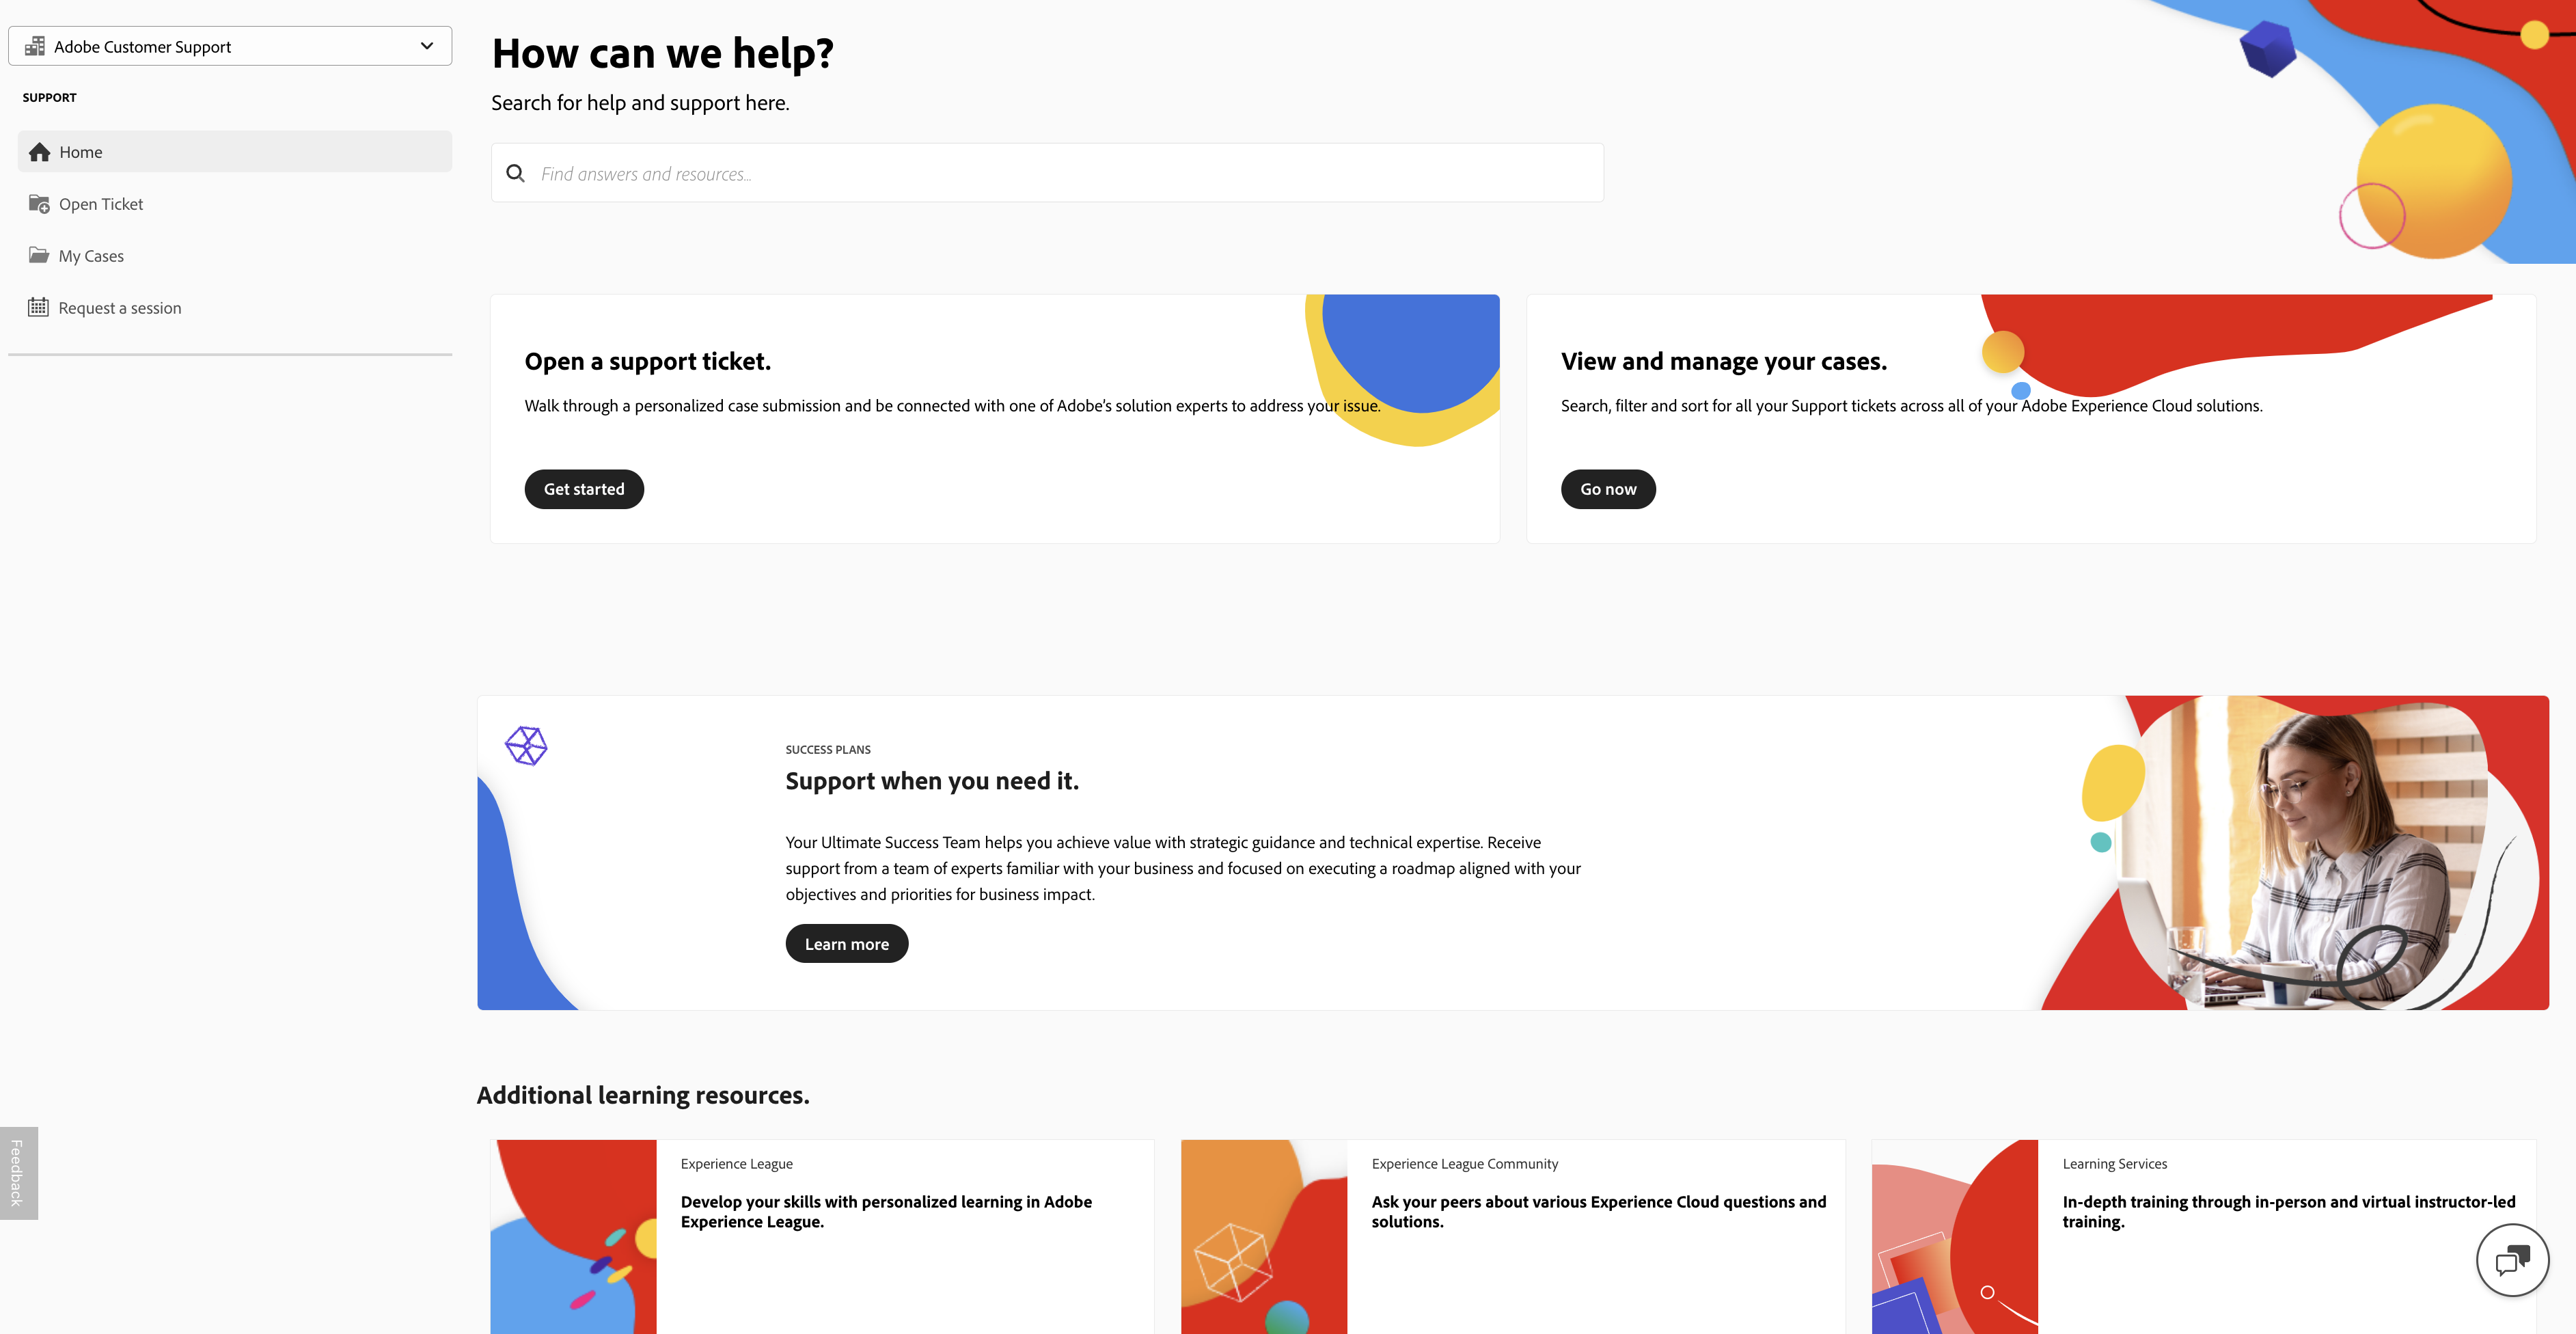 Adobe Customer Support
SUPPORT
Home
Open Ticket
My Cases
Request a session
How can we help?
Search for help and support here.
Find answers and resources...
Open a support ticket.
Walk through a personalized case submission and be connected with one of Adobe's solution experts to address your issue.
Get started
View and manage your cases.
Search, filter and sort for all your Support tickets across all of your Adobe Experience Cloud solutions.
Go now
SUCCESS PLANS
Support when you need it.
Your Ultimate Success Team helps you achieve value with strategic guidance and technical expertise. Receive
support from a team of experts familiar with your business and focused on executing a roadmap aligned with your
objectives and priorities for business impact.
Learn more
Additional learning resources.
Experience League
Develop your skills with personalized learning in Adobe
Experience League.
Experience League Community
Ask your peers about various Experience Cloud questions and
solutions.
Learning Services
In-depth training through in-person and virtual instructor-led
training.
Feedback